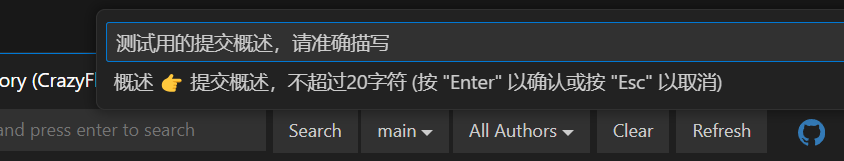 测试用的提交概述，请准确描写
概述 👉 提交概述，不超过20字符 (按 "Enter" 以确认或按 "Esc" 以取消)
ory (CrazyF
and press enter to search
Search
main
All Authors
Clear
Refresh